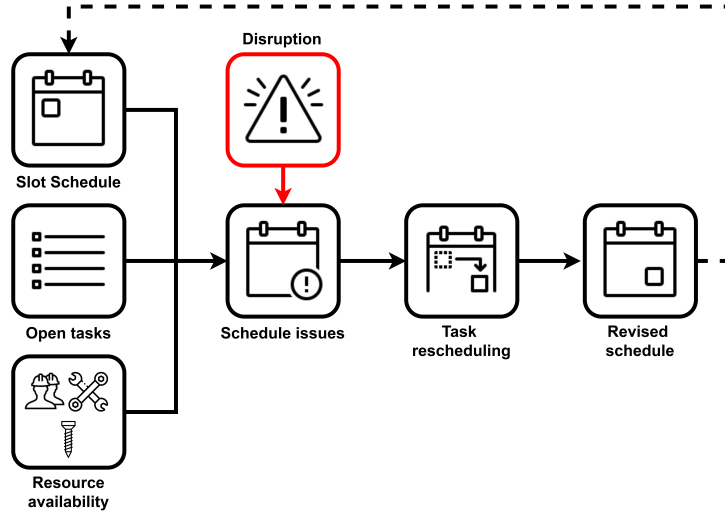 Disruption
Slot Schedule
Open tasks
Schedule issues
Task
rescheduling
Revised
schedule
Resource
availability